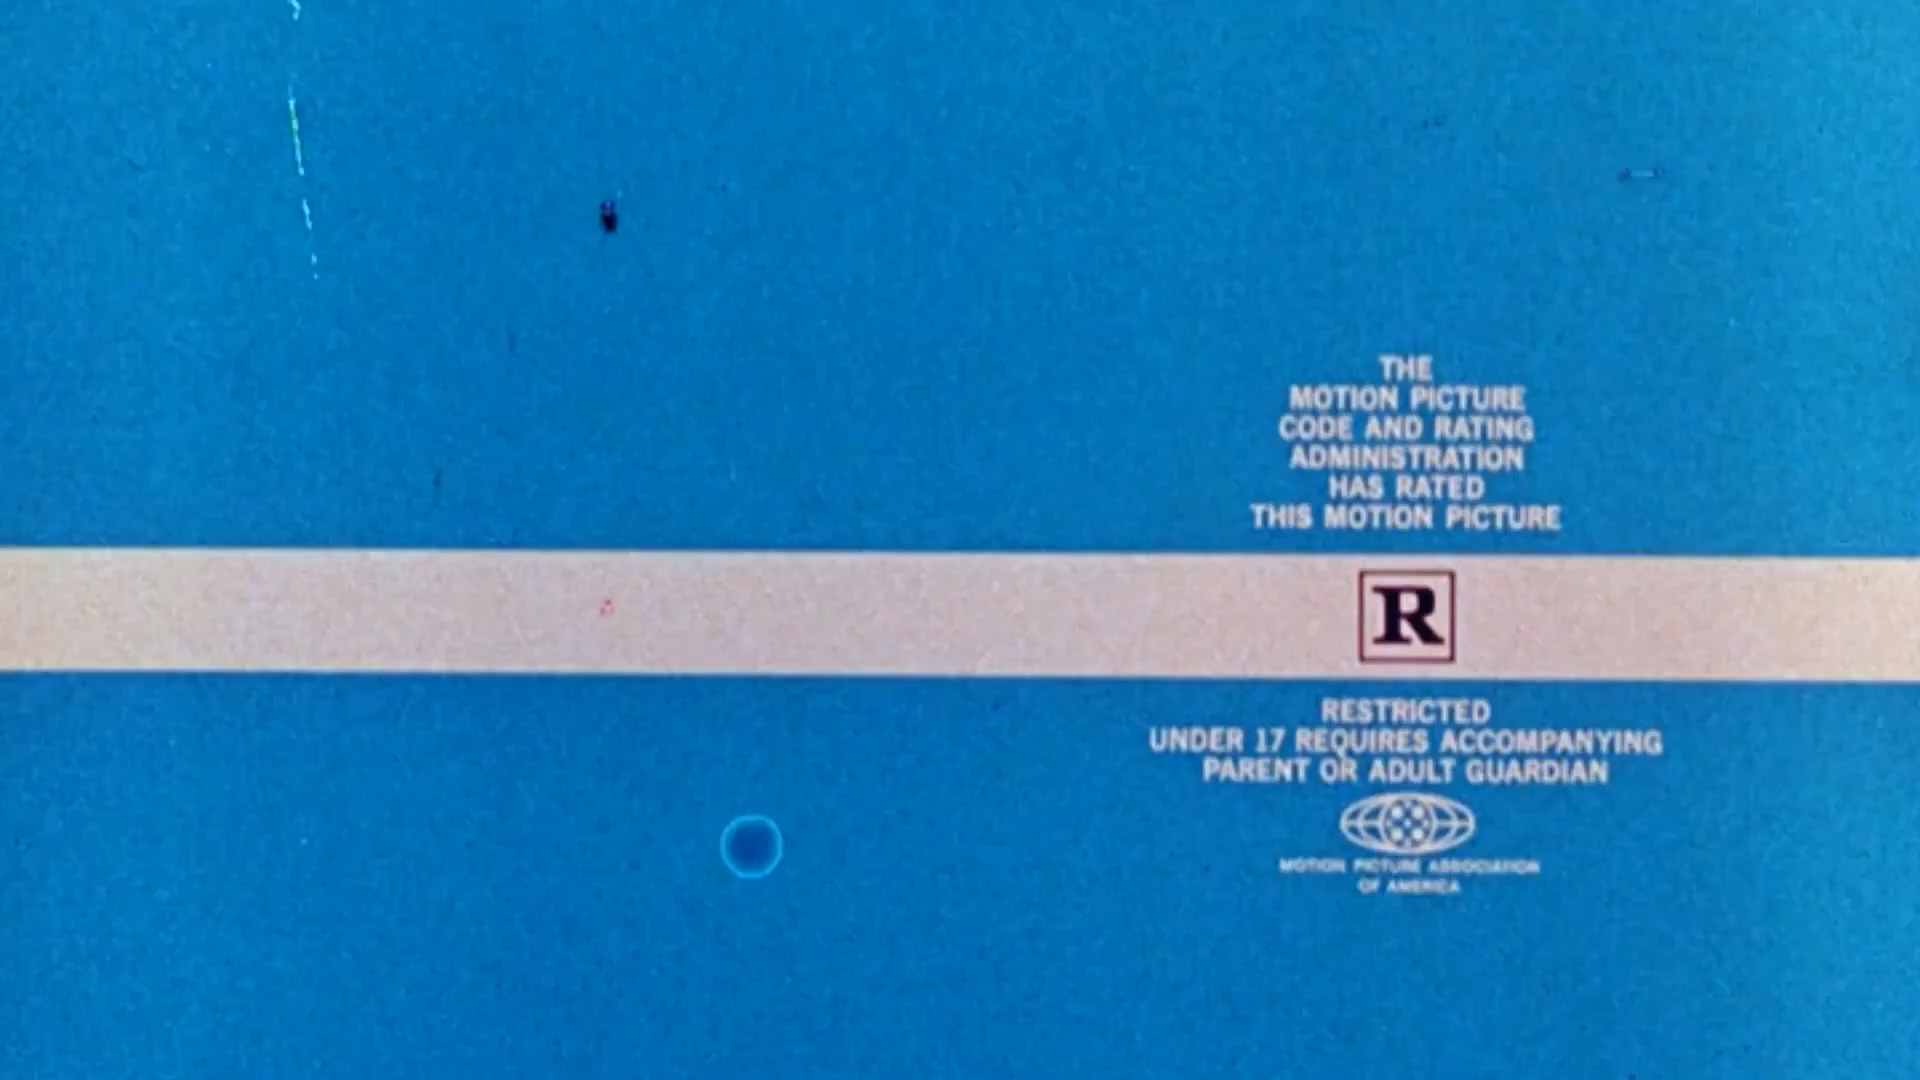 THE
MOTION PICTURE
CODE AND RATING
ADMINISTRATION
HAS RATED
THIS MOTION PICTURE
R
RESTRICTED
UNDER 17 REQUIRES ACCOMPANYING
PARENT OR ADULT GUARDIAN
MOTION PICTURE ASSOCIATION
OF AMERICA